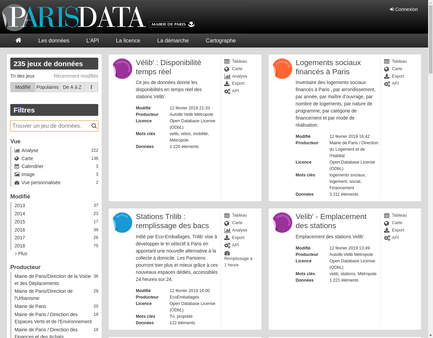 PARISDATA
MAIRIE DE PARIS
Connexion
Les données
L'API
La licence
La démarche
Cartographe
235 jeux de données
Tri des jeux
Récemment modifiés
Modifié
Populaires
De A à Z
Filtres
Trouver un jeu de données...
Vue
Analyse 222
Carte 136
Calendrier 3
Image 3
Vue personnalisée 2
Modifié
2013 37
2014 23
2015 17
2016 38
2017 26
2018 76
> Plus
Producteur
Mairie de Paris/Direction de la Voirie 36
et des Déplacements
Mairie de Paris/Direction de 31
l'Urbanisme
Mairie de Paris 20
Mairie de Paris / Direction des 19
Espaces Verts et de l'Environnement
Mairie de Paris / Direction des 18
Finances et des Achats
Vélib' : Disponibilité
temps réel
Ce jeu de données donne les
disponibilités temps réel des
stations Vélib'.
Modifié 12 février 2019 21:33
Producteur Autolib Velib Métropole
Licence Open Database License
(ODbL)
Mots clés velib, vélos, mobilité,
Métropole
Données 1 220 éléments
Tableau
Carte
Analyse
Export
API
Logements sociaux
financés à Paris
Inventaire des logements sociaux
financés à Paris , par arrondissement,
par année, par maître d'ouvrage, par
nombre de logements, par nature de
programme, par catégorie de
financement et par mode de
réalisation.
Modifié 12 février 2019 16:42
Producteur Mairie de Paris / Direction
du Logement et de
l'Habitat
Licence Open Database License
(ODbL)
Mots clés logements sociaux,
logement, social,
Financement
Données 3 311 éléments
Tableau
Carte
Export
API
Stations Trilib :
remplissage des bacs
Initié par Eco-Emballages, Trilib' vise à
développer le tri sélectif à Paris en
apportant une nouvelle alternative à la
collecte à domicile. Les Parisiens
pourront trier plus et mieux grâce à ces
nouveaux espaces dédiés, accessibles
24 heures sur 24.
Modifié 12 février 2019 16:00
Producteur EcoEmballages
Licence Open Database License
(ODbL)
Mots clés Tri, propreté
Données 122 éléments
Tableau
Carte
Analyse
Export
API
Remplissage à
1 heure
Velib' - Emplacement
des stations
Emplacement des stations Velib'.
Modifié 12 février 2019 13:49
Producteur Autolib Velib Métropole
Licence Open Database License
(ODbL)
Mots clés velib, stations, Métropole
Données 1 221 éléments
Tableau
Carte
Export
API